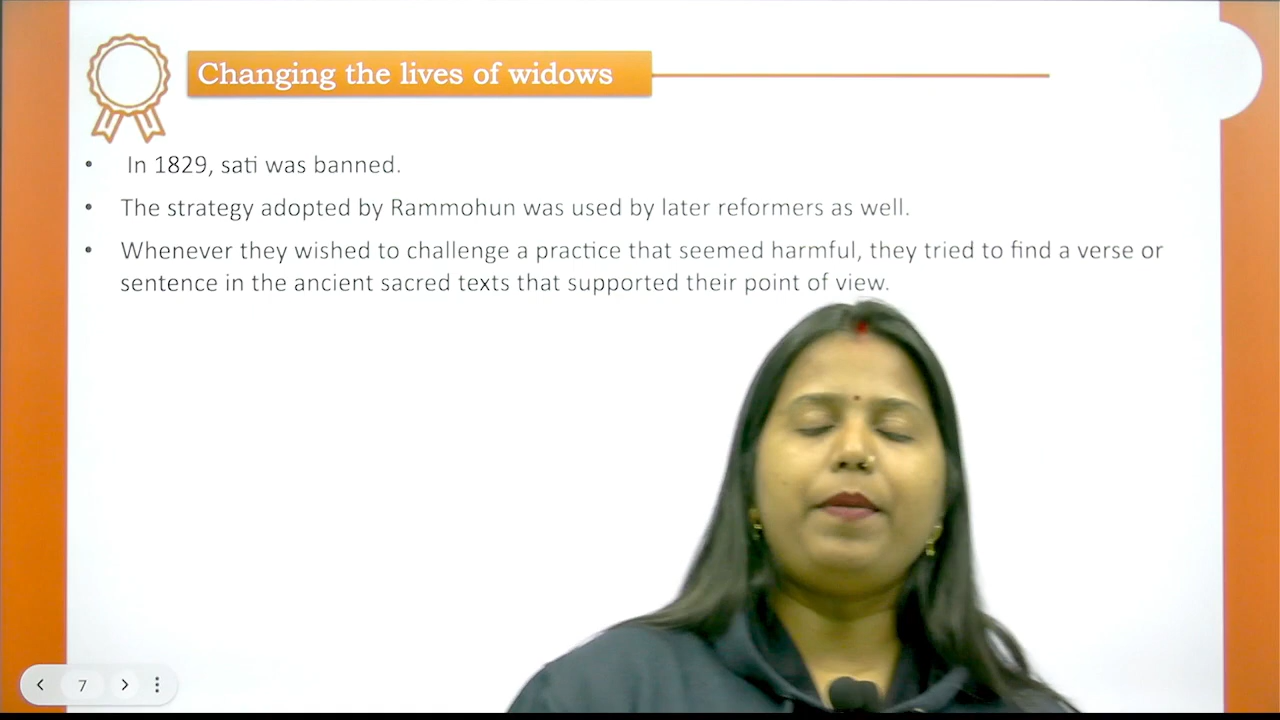 Changing the lives of widows
• In 1829, sati was banned.
• The strategy adopted by Rammohun was used by later reformers as well.
• Whenever they wished to challenge a practice that seemed harmful, they tried to find a verse or
sentence in the ancient sacred texts that supported their point of view.
7